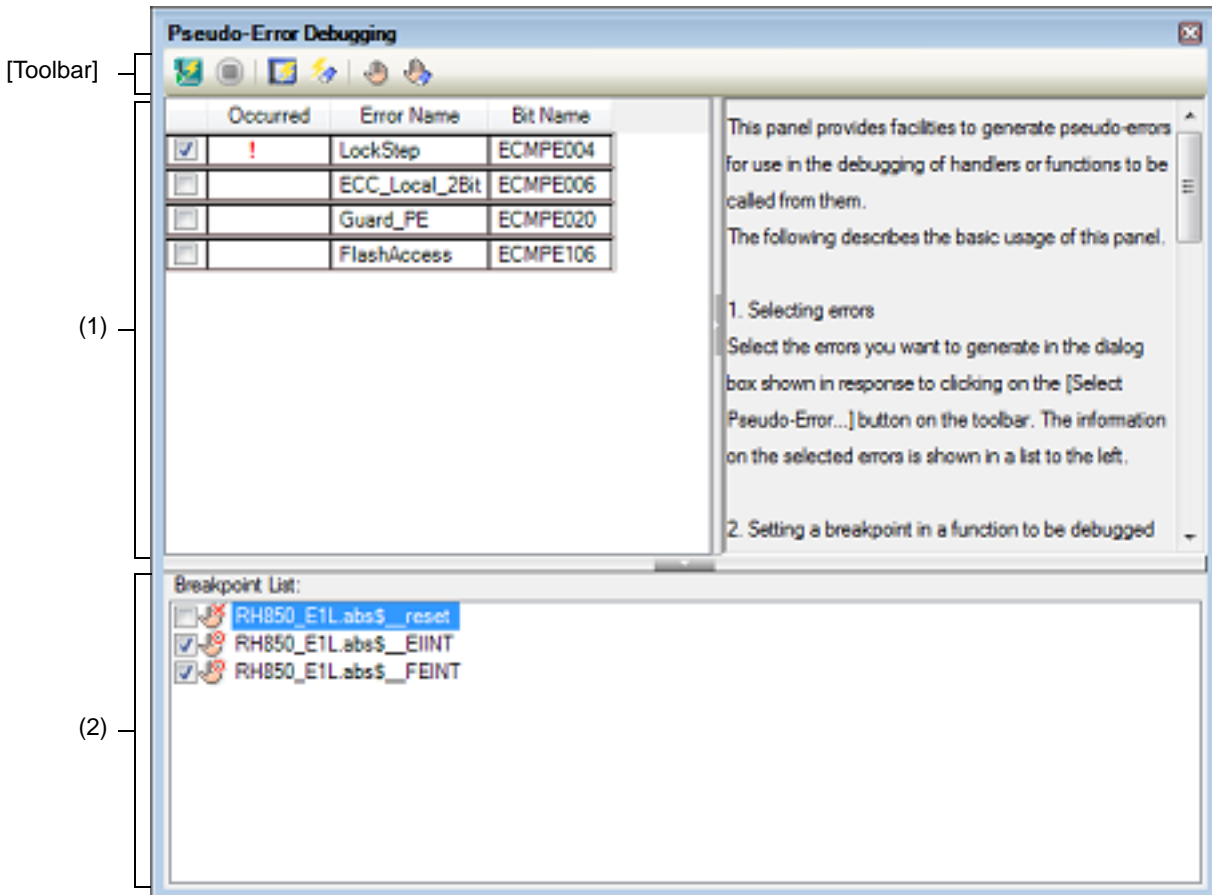 Pseudo-Error Debugging
[Toolbar]
(1)
Occurred Error Name Bit Name
! LockStep ECMPE004
ECC_Local_2Bit ECMPE006
Guard_PE ECMPE020
FlashAccess ECMPE106
This panel provides facilities to generate pseudo-errors
for use in the debugging of handlers or functions to be
called from them.
The following describes the basic usage of this panel.
1. Selecting errors
Select the errors you want to generate in the dialog
box shown in response to clicking on the [Select
Pseudo-Error...] button on the toolbar. The information
on the selected errors is shown in a list to the left.
2. Setting a breakpoint in a function to be debugged
(2)
Breakpoint List:
RH850_E1L.abs$__reset
RH850_E1L.abs$__EIINT
RH850_E1L.abs$__FEINT